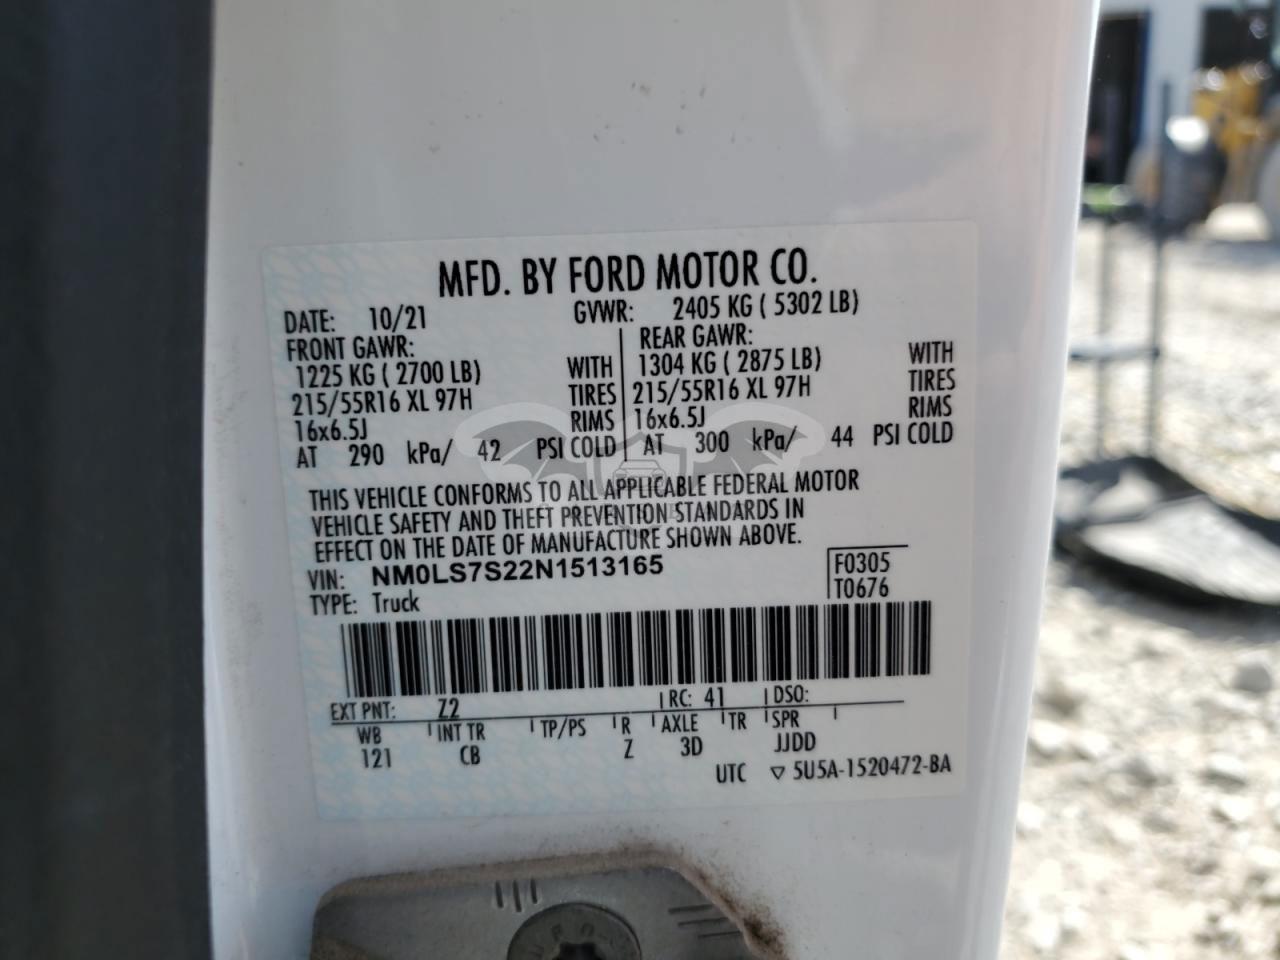 MFD. BY FORD MOTOR CO.
DATE: 10/21 GVWR: 2405 KG ( 5302 LB)
FRONT GAWR: REAR GAWR:
1225 KG ( 2700 LB) WITH 1304 KG ( 2875 LB) WITH
215/55R16 XL 97H TIRES 215/55R16 XL 97H TIRES
16x6.5J RIMS 16x6.5J RIMS
AT 290 kPa/ 42 PSI COLD AT 300 kPa/ 44 PSI COLD
THIS VEHICLE CONFORMS TO ALL APPLICABLE FEDERAL MOTOR
VEHICLE SAFETY AND THEFT PREVENTION STANDARDS IN
EFFECT ON THE DATE OF MANUFACTURE SHOWN ABOVE.
VIN: NM0LS7S22N1513165 F0305
TYPE: Truck T0676
EXT PNT: Z2 RC: 41 DSO:
WB INT TR TP/PS R AXLE TR SPR
121 CB Z 3D JJDD
UTC ▽ 5U5A-1520472-BA